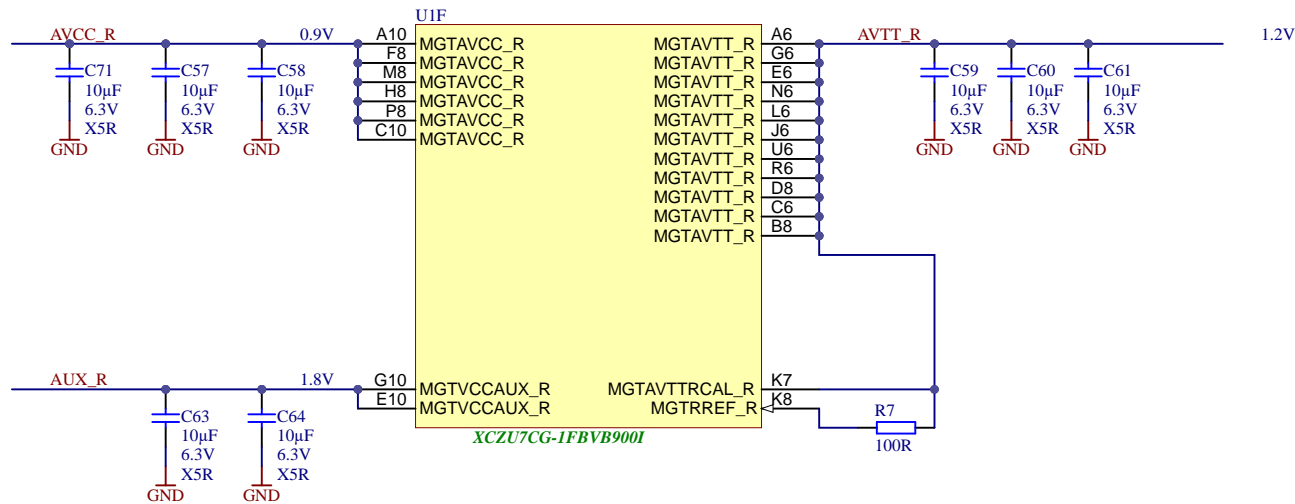 U1F
AVCC_R 0.9V A10 MGTAVCC_R MGTAVTT_R A6 AVTT_R 1.2V
F8 MGTAVCC_R MGTAVTT_R G6
M8 MGTAVCC_R MGTAVTT_R E6
H8 MGTAVCC_R MGTAVTT_R N6
P8 MGTAVCC_R MGTAVTT_R L6
C10 MGTAVCC_R MGTAVTT_R J6
MGTAVTT_R U6
MGTAVTT_R R6
MGTAVTT_R D8
MGTAVTT_R C6
MGTAVTT_R B8
C71 C57 C58 C59 C60 C61
10µF 10µF 10µF 10µF 10µF 10µF
6.3V 6.3V 6.3V 6.3V 6.3V 6.3V
X5R X5R X5R X5R X5R X5R
GND GND GND GND GND GND
AUX_R 1.8V G10 MGTVCCAUX_R MGTAVTTRCAL_R K7
E10 MGTVCCAUX_R MGTRREF_R K8
C63 C64 R7
10µF 10µF 100R
6.3V 6.3V
X5R X5R
GND GND
XCZU7CG-1FBVB900I